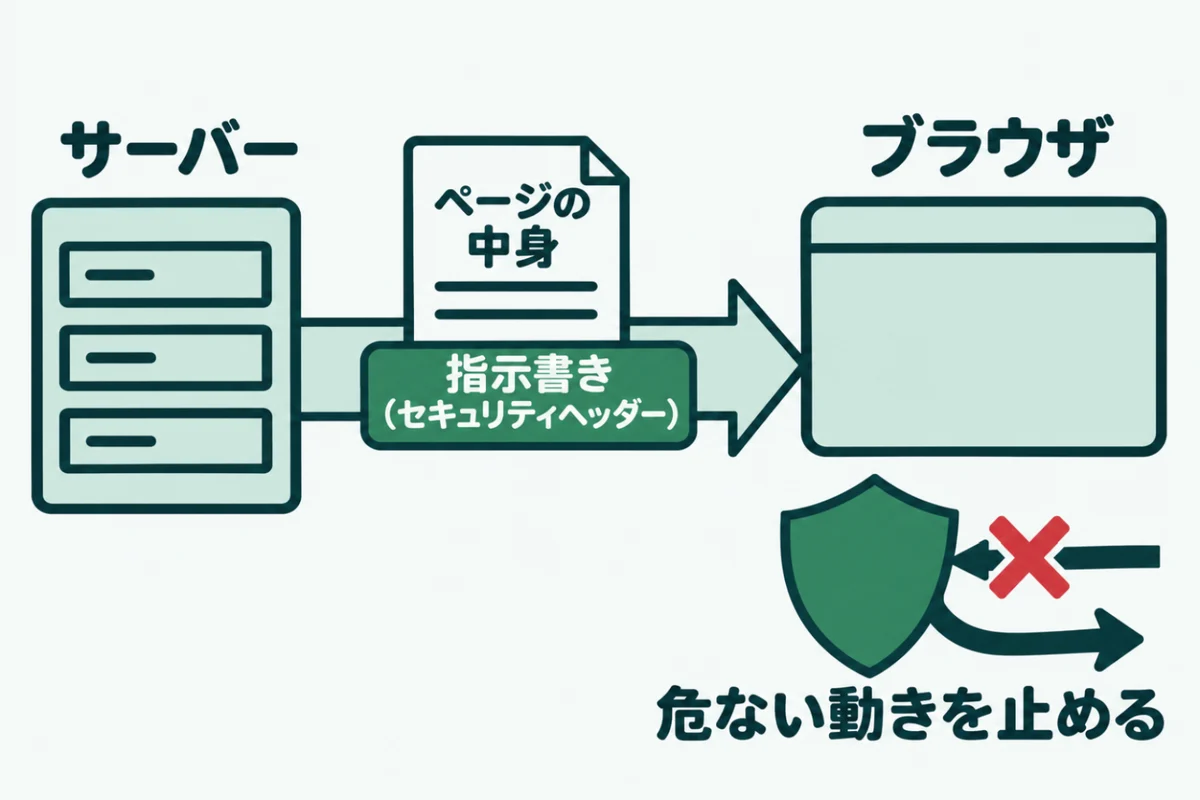 サーバー
ページの
中身
指示書き
（セキュリティヘッダー）
ブラウザ
危ない動きを止める